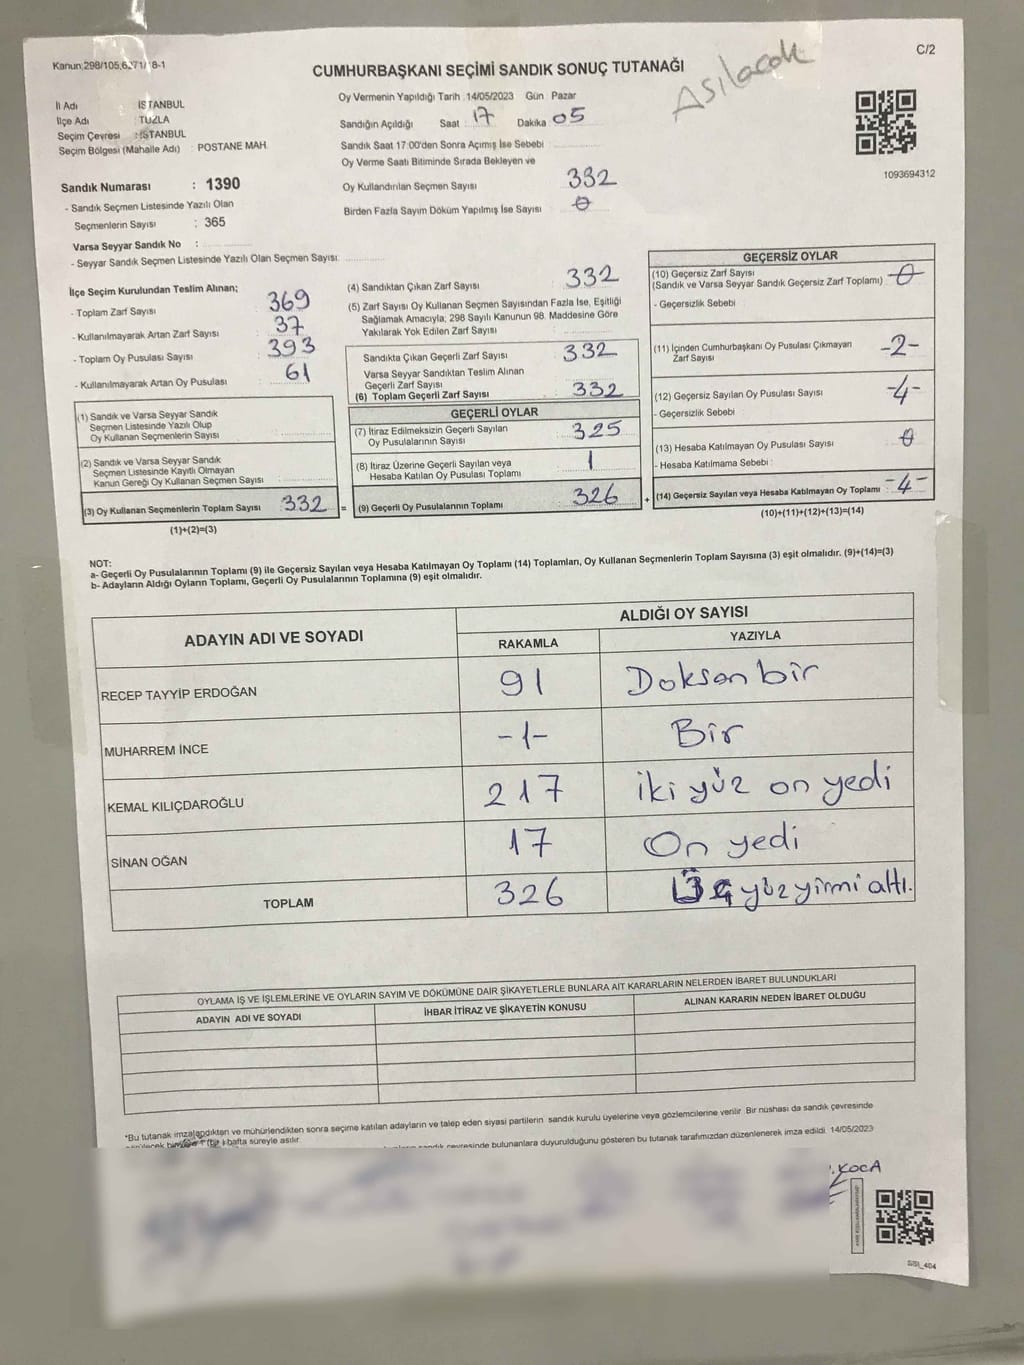 Kanun:298/105,6271/18-1
C/2
CUMHURBAŞKANI SEÇİMİ SANDIK SONUÇ TUTANAĞI
Asılacak
İl Adı İSTANBUL
İlçe Adı : TUZLA
Seçim Çevresi : İSTANBUL
Seçim Bölgesi (Mahalle Adı) : POSTANE MAH.
Oy Vermenin Yapıldığı Tarih :14/05/2023 Gün Pazar
Sandığın Açıldığı Saat : 17 Dakika 05
Sandık Saat 17:00'den Sonra Açımış İse Sebebi :
Oy Verme Saati Bitiminde Sırada Bekleyen ve
Oy Kullandırılan Seçmen Sayısı 332
Birden Fazla Sayım Döküm Yapılmış İse Sayısı 0
1093694312
Sandık Numarası : 1390
- Sandık Seçmen Listesinde Yazılı Olan
Seçmenlerin Sayısı : 365
Varsa Seyyar Sandık No :
- Seyyar Sandık Seçmen Listesinde Yazılı Olan Seçmen Sayısı:
İlçe Seçim Kurulundan Teslim Alınan;
- Toplam Zarf Sayısı : 369
- Kullanılmayarak Artan Zarf Sayısı : 37
- Toplam Oy Pusulası Sayısı : 393
- Kullanılmayarak Artan Oy Pusulası : 61
(1) Sandık ve Varsa Seyyar Sandık
Seçmen Listesinde Yazılı Olup
Oy Kullanan Seçmenlerin Sayısı
(2) Sandık ve Varsa Seyyar Sandık
Seçmen Listesinde Kayıtlı Olmayan
Kanun Gereği Oy Kullanan Seçmen Sayısı
(3) Oy Kullanan Seçmenlerin Toplam Sayısı 332 =
(1)+(2)=(3)
(4) Sandıktan Çıkan Zarf Sayısı 332
(5) Zarf Sayısı Oy Kullanan Seçmen Sayısından Fazla İse, Eşitliği
Sağlamak Amacıyla; 298 Sayılı Kanunun 98. Maddesine Göre
Yakılarak Yok Edilen Zarf Sayısı
Sandıkta Çıkan Geçerli Zarf Sayısı 332
Varsa Seyyar Sandıktan Teslim Alınan
Geçerli Zarf Sayısı
(6) Toplam Geçerli Zarf Sayısı 332
GEÇERLİ OYLAR
(7) İtiraz Edilmeksizin Geçerli Sayılan
Oy Pusulalarının Sayısı 325
(8) İtiraz Üzerine Geçerli Sayılan veya
Hesaba Katılan Oy Pusulası Toplamı 1
(9) Geçerli Oy Pusulalarının Toplamı 326 +
GEÇERSİZ OYLAR
(10) Geçersiz Zarf Sayısı
(Sandık ve Varsa Seyyar Sandık Geçersiz Zarf Toplamı) : 0
- Geçersizlik Sebebi
(11) İçinden Cumhurbaşkanı Oy Pusulası Çıkmayan
Zarf Sayısı -2-
(12) Geçersiz Sayılan Oy Pusulası Sayısı -4-
- Geçersizlik Sebebi
(13) Hesaba Katılmayan Oy Pusulası Sayısı 0
- Hesaba Katılmama Sebebi :
(14) Geçersiz Sayılan veya Hesaba Katılmayan Oy Toplamı : -4-
(10)+(11)+(12)+(13)=(14)
NOT:
a- Geçerli Oy Pusulalarının Toplamı (9) ile Geçersiz Sayılan veya Hesaba Katılmayan Oy Toplamı (14) Toplamları, Oy Kullanan Seçmenlerin Toplam Sayısına (3) eşit olmalıdır. (9)+(14)=(3)
b- Adayların Aldığı Oyların Toplamı, Geçerli Oy Pusulalarının Toplamına (9) eşit olmalıdır.
ADAYIN ADI VE SOYADI
ALDIĞI OY SAYISI
RAKAMLA YAZIYLA
RECEP TAYYİP ERDOĞAN 91 Doksan bir
MUHARREM İNCE -1- Bir
KEMAL KILIÇDAROĞLU 217 iki yüz on yedi
SİNAN OĞAN 17 On yedi
TOPLAM 326 Üç yüz yirmi altı.
OYLAMA İŞ VE İŞLEMLERİNE VE OYLARIN SAYIM VE DÖKÜMÜNE DAİR ŞİKAYETLERLE BUNLARA AİT KARARLARIN NELERDEN İBARET BULUNDUKLARI
ADAYIN ADI VE SOYADI İHBAR İTİRAZ VE ŞİKAYETİN KONUSU ALINAN KARARIN NEDEN İBARET OLDUĞU
*Bu tutanak imzalandıktan ve mühürlendikten sonra seçime katılan adayların ve talep eden siyasi partilerin sandık kurulu üyelerine veya gözlemcilerine verilir. Bir nüshası da sandık çevresinde
hafta süreyle asılır.
sandık çevresinde bulunanlara duyurulduğunu gösteren bu tutanak tarafımızdan düzenlenerek imza edildi. 14/05/2023
KOCA
SSI_404